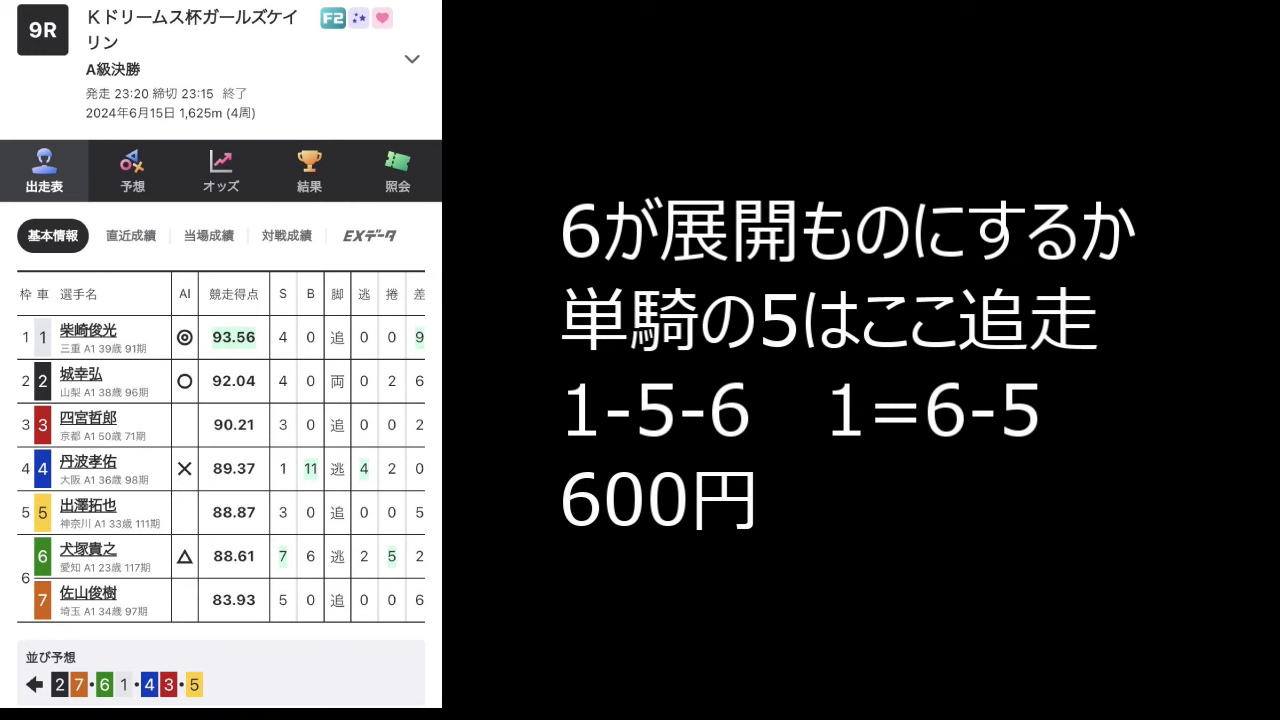 9R
Kドリームス杯ガールズケイ
リン
F2
A級決勝
発走 23:20 締切 23:15 終了
2024年6月15日 1,625m (4周)
出走表 予想 オッズ 結果 照会
基本情報 直近成績 当場成績 対戦成績 EXデータ
枠 車 選手名 AI 競走得点 S B 脚 逃 捲 差
1 1 柴崎俊光 ◎ 93.56 4 0 追 0 0 9
三重 A1 39歳 91期
2 2 城幸弘 ○ 92.04 4 0 両 0 2 6
山梨 A1 38歳 96期
3 3 四宮哲郎 90.21 3 0 追 0 0 2
京都 A1 50歳 71期
4 4 丹波孝佑 × 89.37 1 11 逃 4 2 0
大阪 A1 36歳 98期
5 5 出澤拓也 88.87 3 0 追 0 0 5
神奈川 A1 33歳 111期
6 6 犬塚貴之 △ 88.61 7 6 逃 2 5 2
愛知 A1 23歳 117期
7 佐山俊樹 83.93 5 0 追 0 0 6
埼玉 A1 34歳 97期
並び予想
2 7・6 1・4 3・5
6が展開ものにするか
単騎の5はここ追走
1-5-6 1=6-5
600円